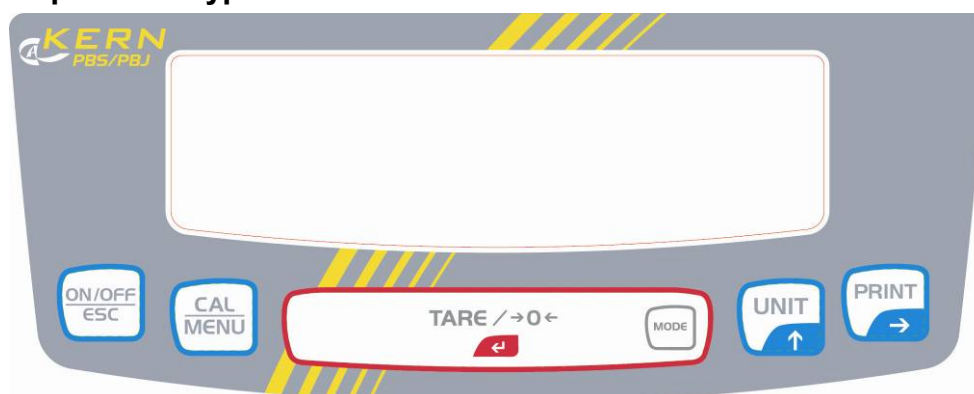 KERN
PBS/PBJ
ON/OFF
ESC
CAL
MENU
TARE / →0←
MODE
UNIT
↑
PRINT
→